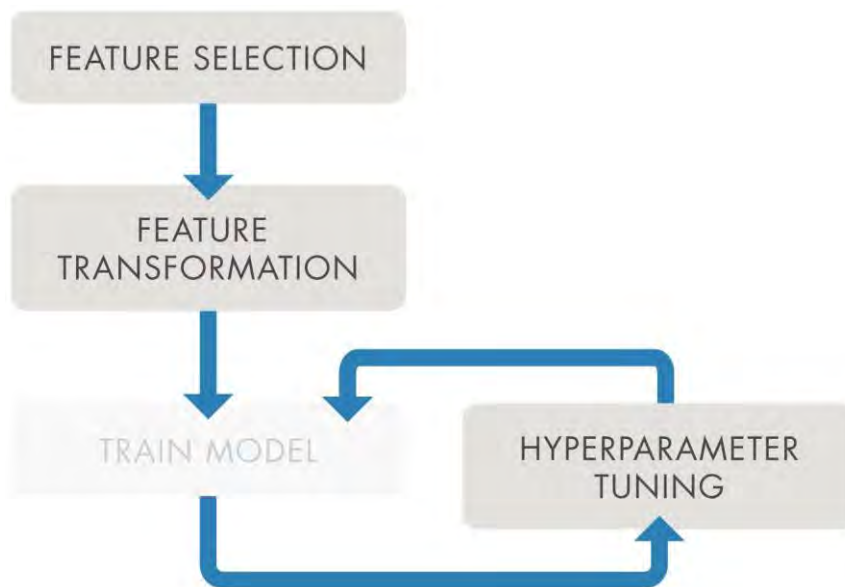 FEATURE SELECTION
FEATURE
TRANSFORMATION
TRAIN MODEL
HYPERPARAMETER
TUNING